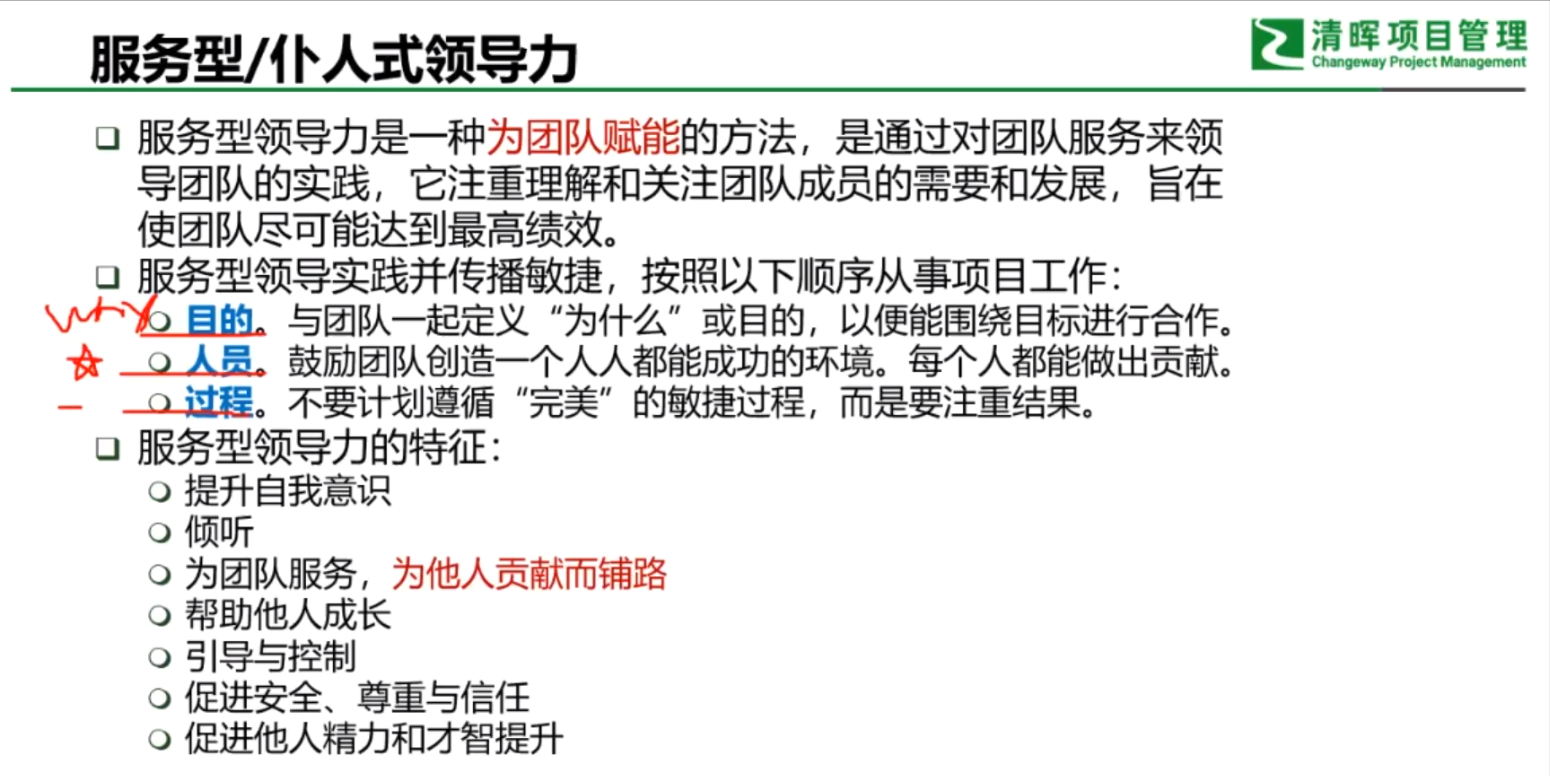 服务型/仆人式领导力
清晖项目管理
Changeway Project Management
❑ 服务型领导力是一种为团队赋能的方法，是通过对团队服务来领
导团队的实践，它注重理解和关注团队成员的需要和发展，旨在
使团队尽可能达到最高绩效。
❑ 服务型领导实践并传播敏捷，按照以下顺序从事项目工作：
why
○ 目的。与团队一起定义“为什么”或目的，以便能围绕目标进行合作。
☆ ○ 人员。鼓励团队创造一个人人都能成功的环境。每个人都能做出贡献。
○ 过程。不要计划遵循“完美”的敏捷过程，而是要注重结果。
❑ 服务型领导力的特征：
○ 提升自我意识
○ 倾听
○ 为团队服务，为他人贡献而铺路
○ 帮助他人成长
○ 引导与控制
○ 促进安全、尊重与信任
○ 促进他人精力和才智提升